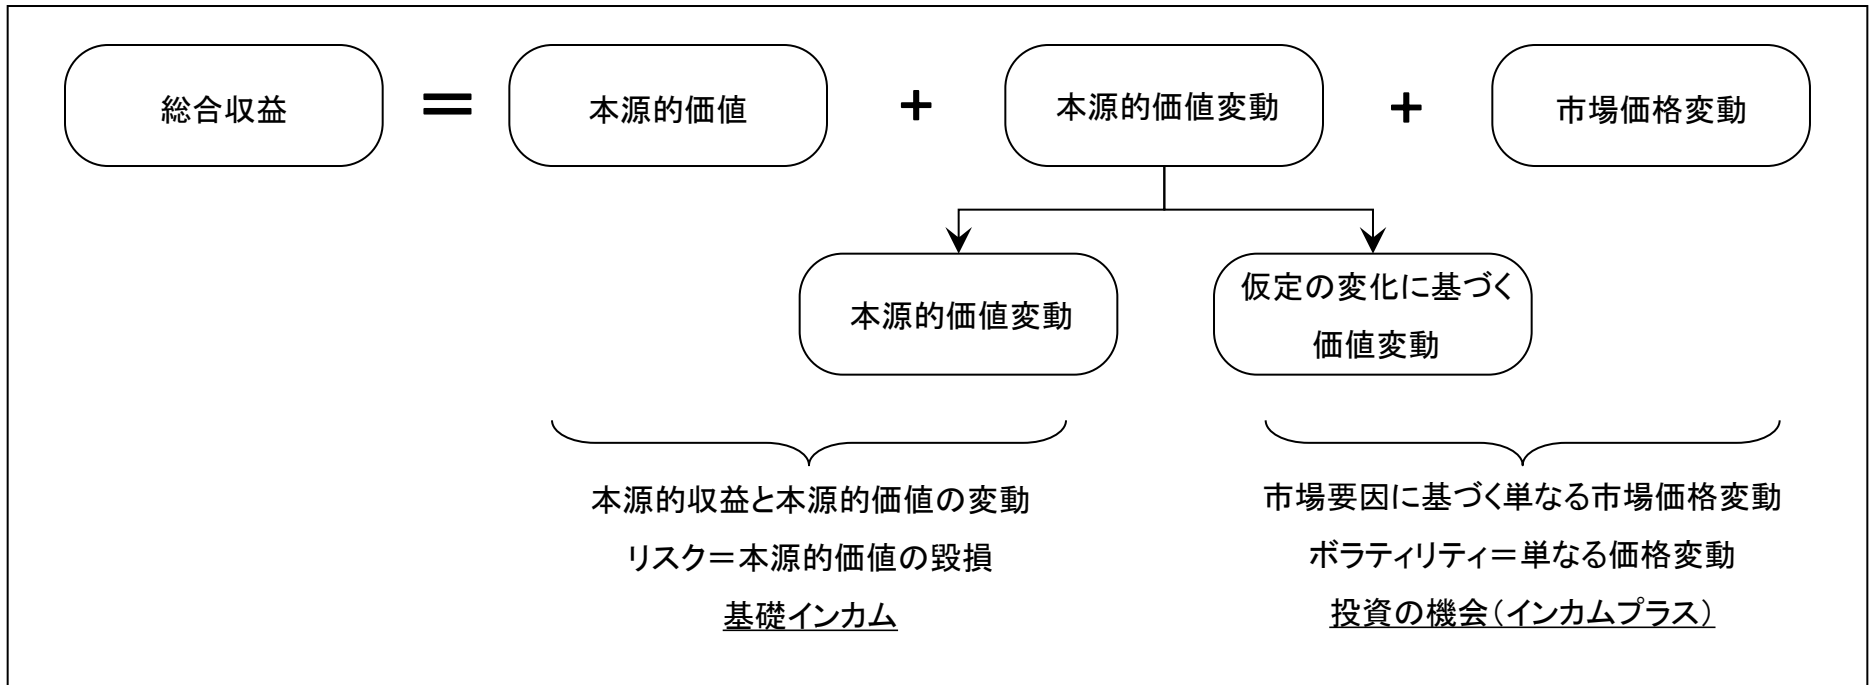 総合収益 = 本源的価値 + 本源的価値変動 + 市場価格変動
本源的価値変動
仮定の変化に基づく
価値変動
本源的収益と本源的価値の変動
リスク＝本源的価値の毀損
基礎インカム
市場要因に基づく単なる市場価格変動
ボラティリティ＝単なる価格変動
投資の機会（インカムプラス）